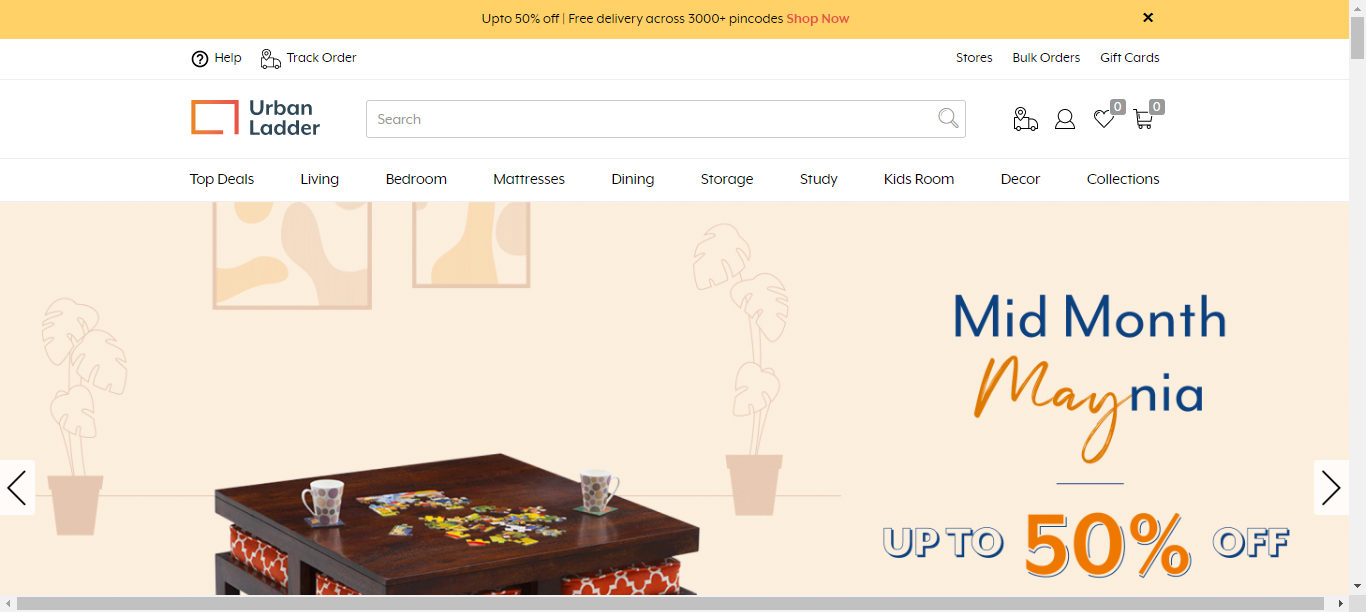 Upto 50% off | Free delivery across 3000+ pincodes Shop Now
Help Track Order Stores Bulk Orders Gift Cards
Urban
Ladder
Search
0 0
Top Deals Living Bedroom Mattresses Dining Storage Study Kids Room Decor Collections
Mid Month
Maynia
UP TO 50% OFF